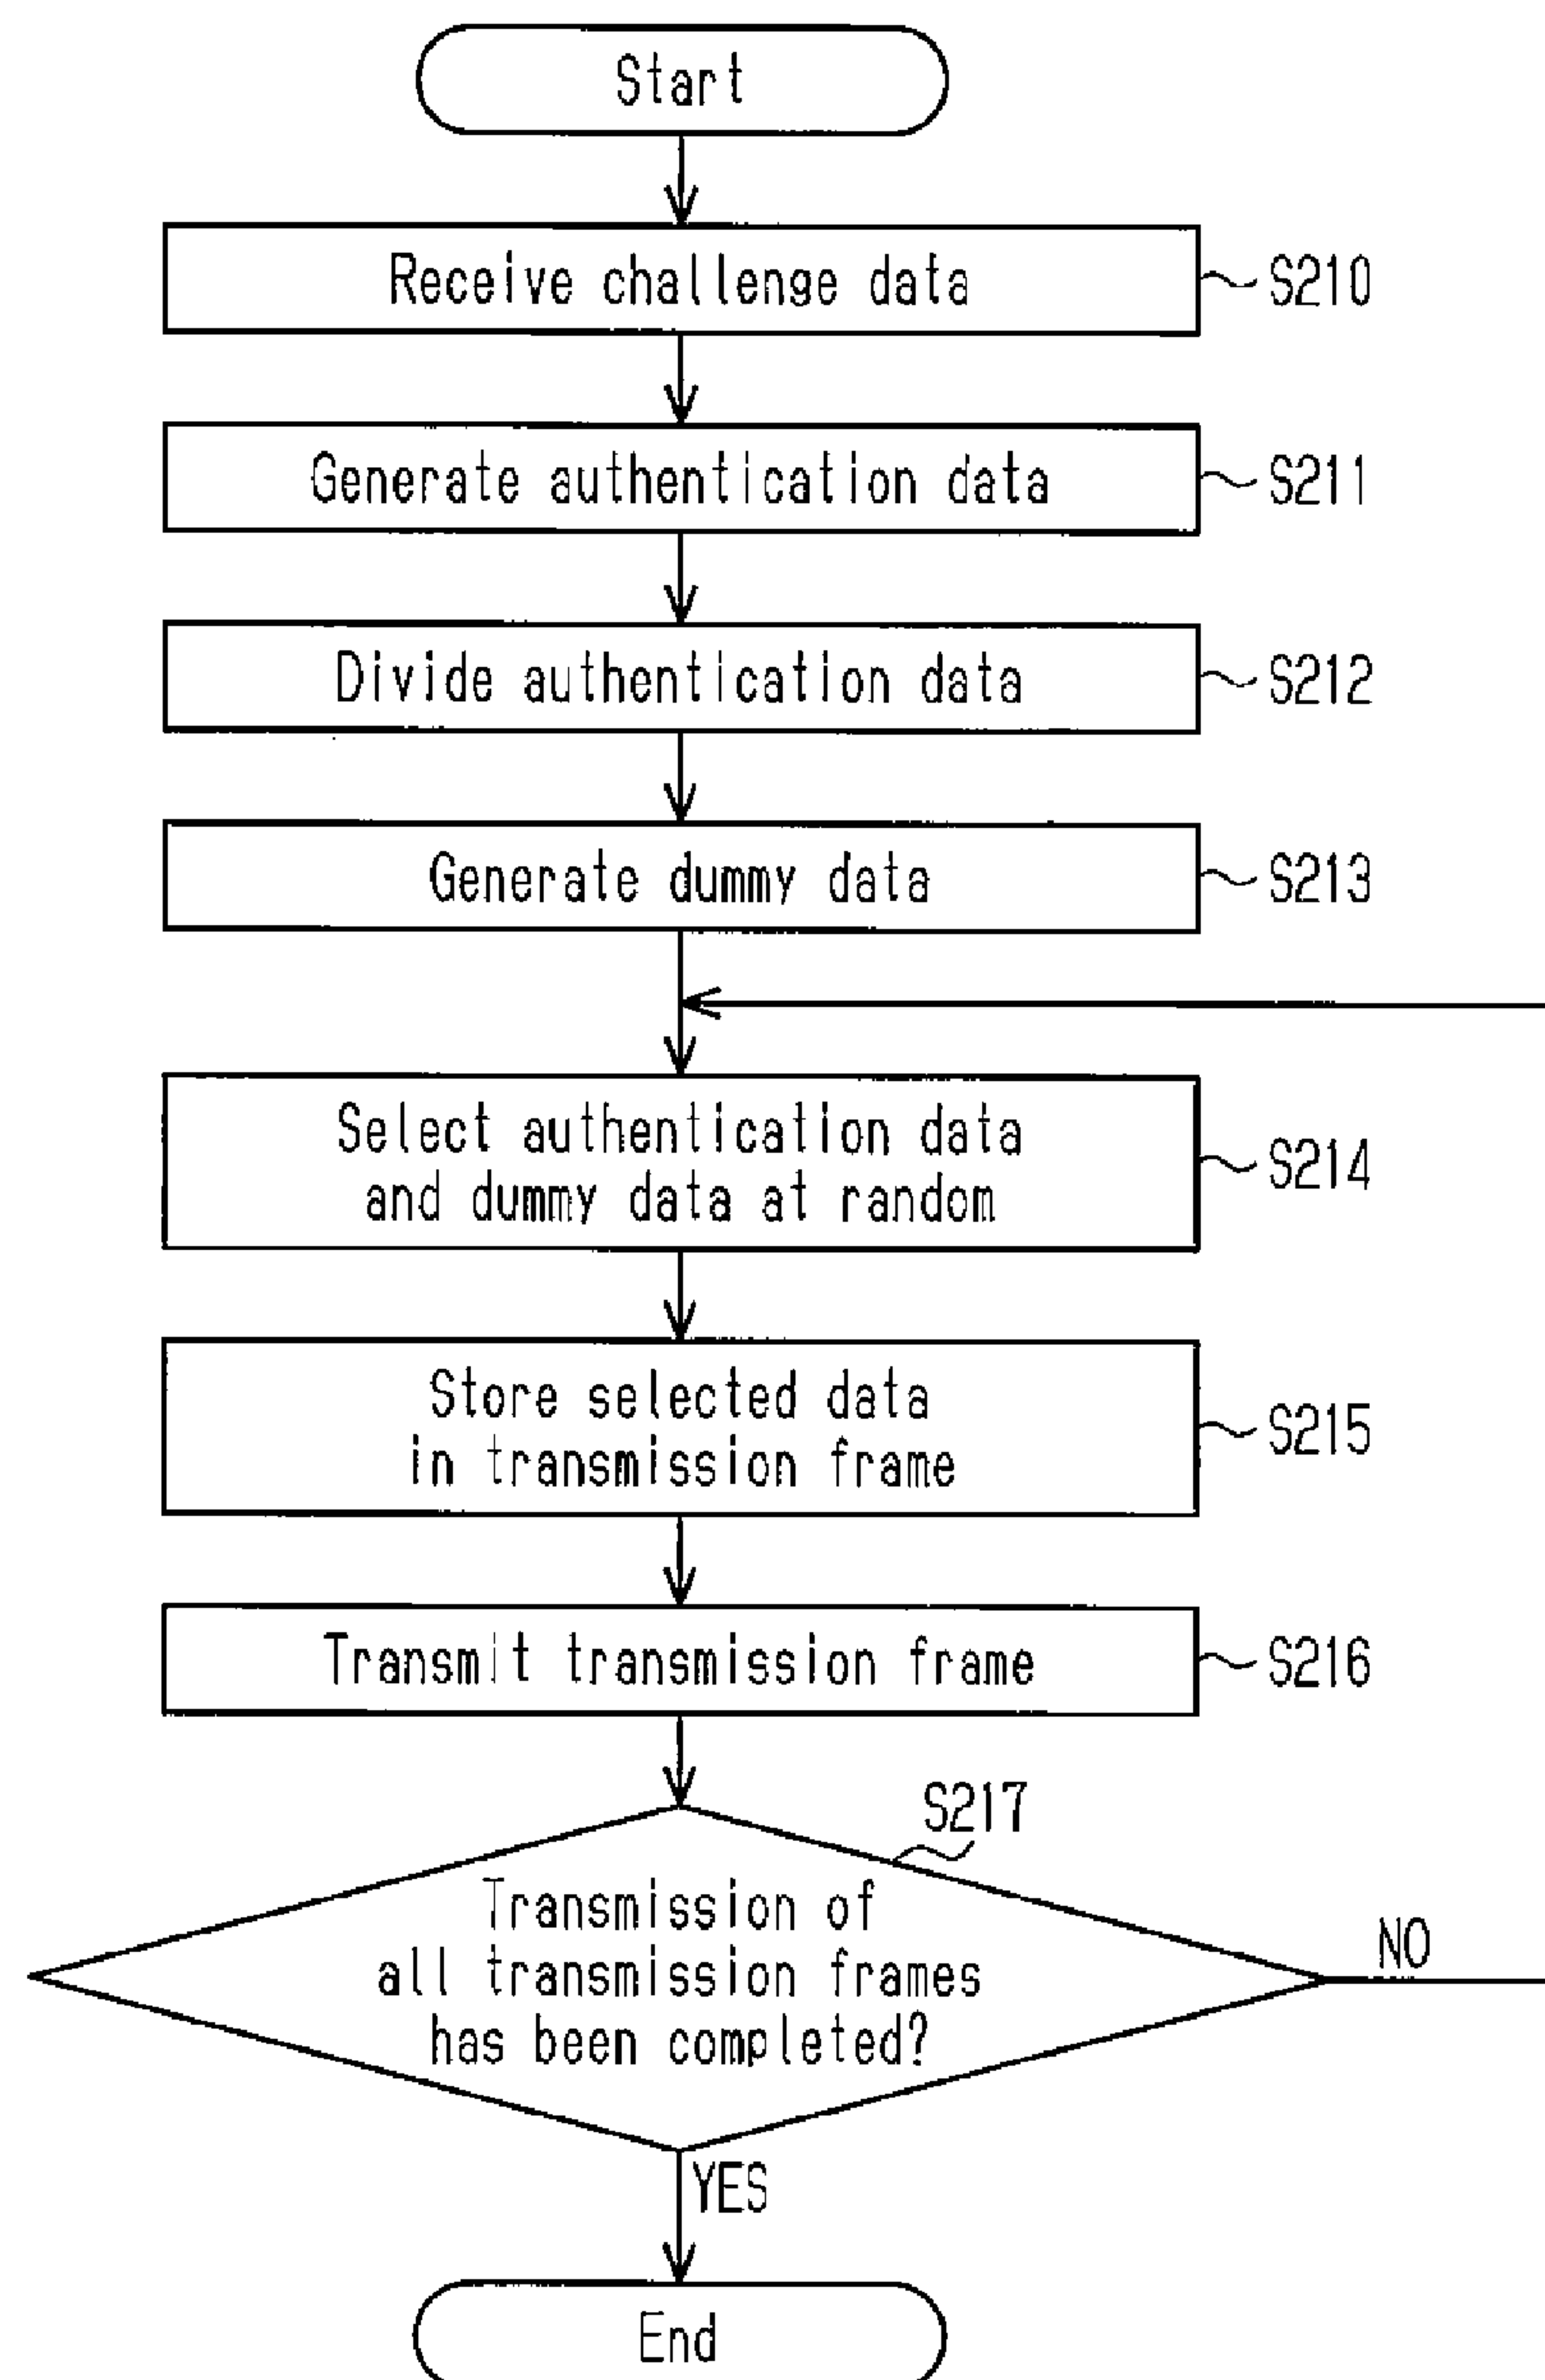 Start
Receive challenge data
S210
Generate authentication data
S211
Divide authentication data
S212
Generate dummy data
S213
Select authentication data
and dummy data at random
S214
Store selected data
in transmission frame
S215
Transmit transmission frame
S216
S217
Transmission of
all transmission frames
has been completed?
NO
YES
End